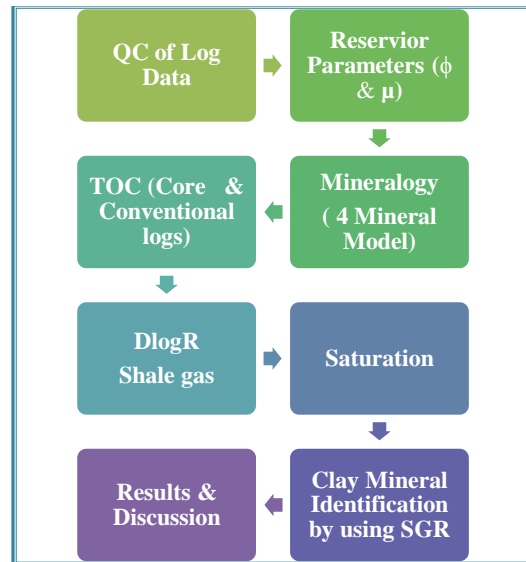 QC of Log
Data
Reservior
Parameters (ϕ
& μ)
Mineralogy
( 4 Mineral
Model)
TOC (Core &
Conventional
logs)
DlogR
Shale gas
Saturation
Clay Mineral
Identification
by using SGR
Results &
Discussion